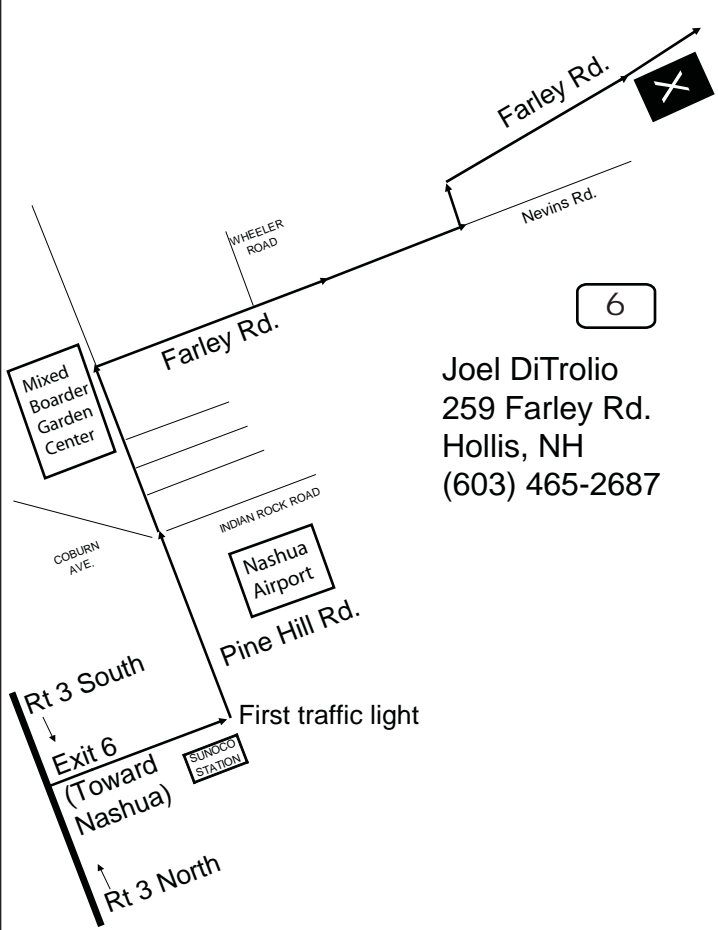 Farley Rd.
X
Nevins Rd.
WHEELER
ROAD
6
Farley Rd.
Joel DiTrolio
259 Farley Rd.
Hollis, NH
(603) 465-2687
Mixed
Boarder
Garden
Center
INDIAN ROCK ROAD
COBURN
AVE.
Nashua
Airport
Pine Hill Rd.
Rt 3 South
First traffic light
Exit 6
(Toward
Nashua)
SUNOCO
STATION
Rt 3 North